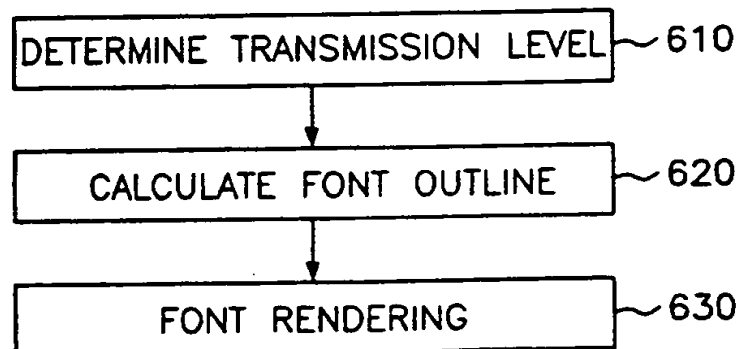 DETERMINE TRANSMISSION LEVEL 610
CALCULATE FONT OUTLINE 620
FONT RENDERING 630